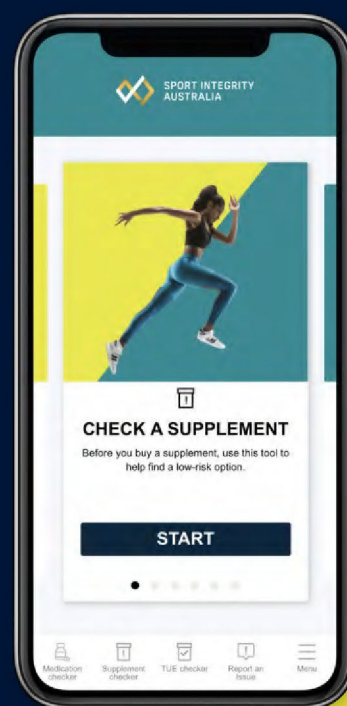 SPORT INTEGRITY
AUSTRALIA
CHECK A SUPPLEMENT
Before you buy a supplement, use this tool to
help find a low-risk option.
START
Medication
checker
Supplement
checker
TUE checker
Report an
Issue
Menu